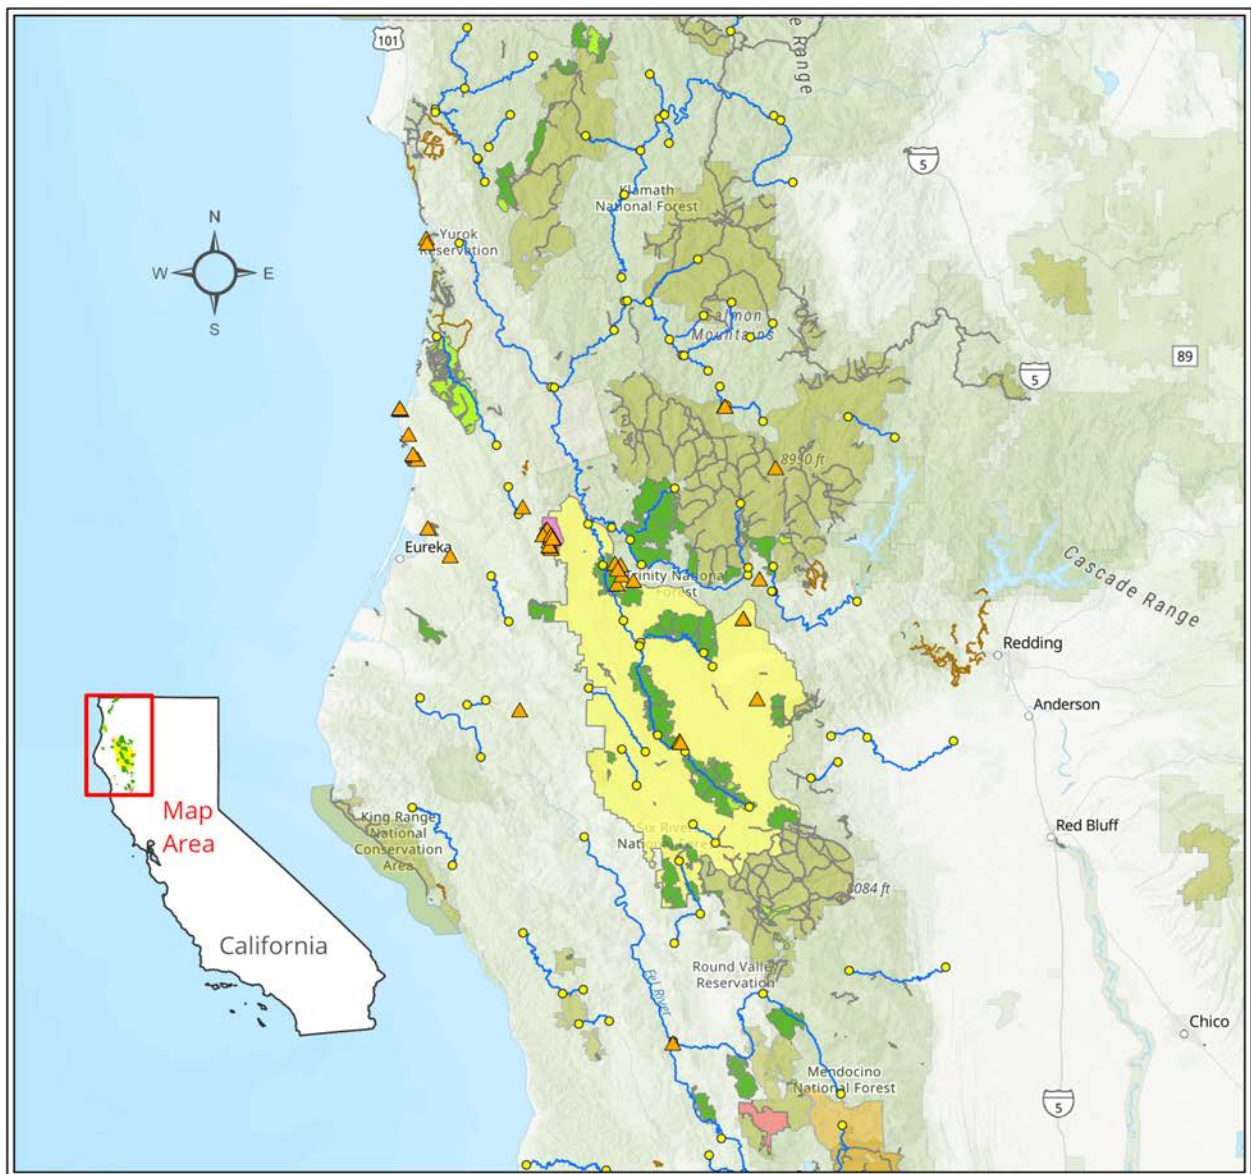 101
e Range
5
Klamath
National Forest
N
W E
S
Yurok
Reservation
Salmon
Mountains
89
5
8950 ft
Eureka
Trinity National
Forest
Cascade Range
Redding
Anderson
Map
Area
King Range
National
Conservation
Area
Six Rivers
National Forest
Red Bluff
8084 ft
California
Round Valley
Reservation
Eel River
Chico
Mendocino
National Forest
5